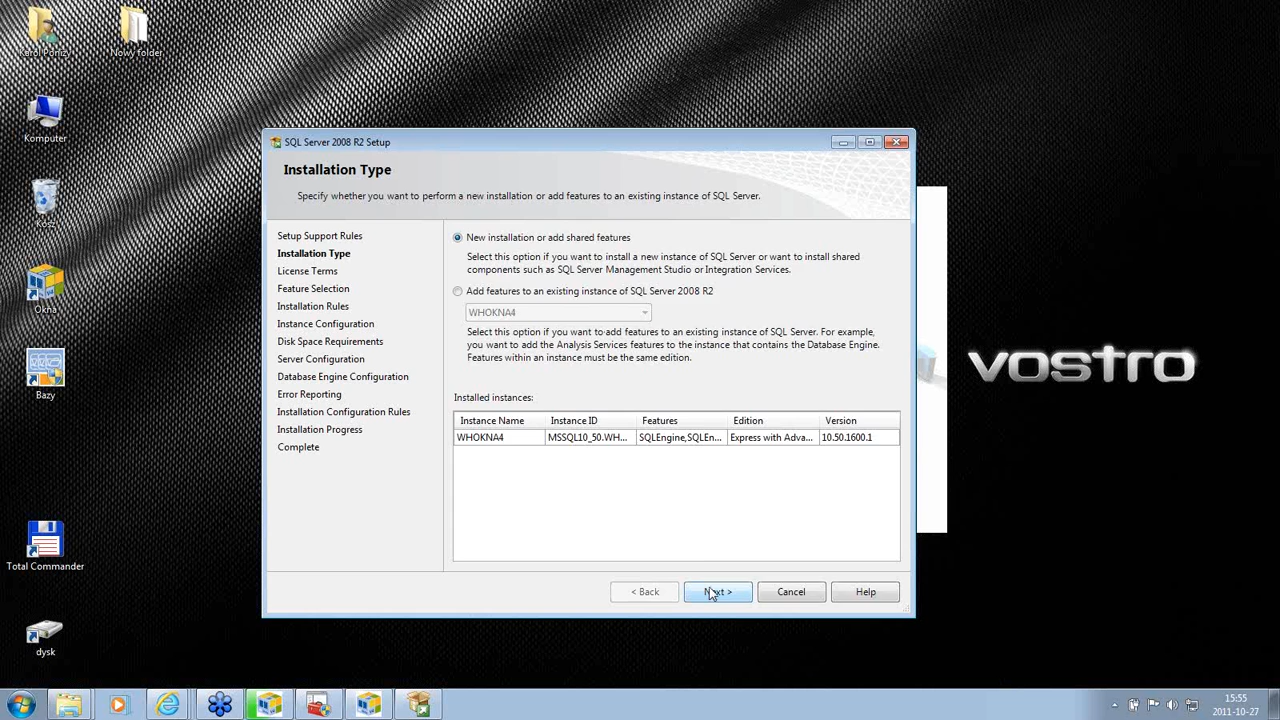 Karol Ponizy
Nowy folder
Komputer
Kosz
Okna
Bazy
Total Commander
dysk
SQL Server 2008 R2 Setup
Installation Type
Specify whether you want to perform a new installation or add features to an existing instance of SQL Server.
Setup Support Rules
Installation Type
License Terms
Feature Selection
Installation Rules
Instance Configuration
Disk Space Requirements
Server Configuration
Database Engine Configuration
Error Reporting
Installation Configuration Rules
Installation Progress
Complete
New installation or add shared features
Select this option if you want to install a new instance of SQL Server or want to install shared
components such as SQL Server Management Studio or Integration Services.
Add features to an existing instance of SQL Server 2008 R2
WHOKNA4
Select this option if you want to add features to an existing instance of SQL Server. For example,
you want to add the Analysis Services features to the instance that contains the Database Engine.
Features within an instance must be the same edition.
Installed instances:
Instance Name Instance ID Features Edition Version
WHOKNA4 MSSQL10_50.WH... SQLEngine,SQLEn... Express with Adva... 10.50.1600.1
< Back Next > Cancel Help
vostro
15:55
2011-10-27